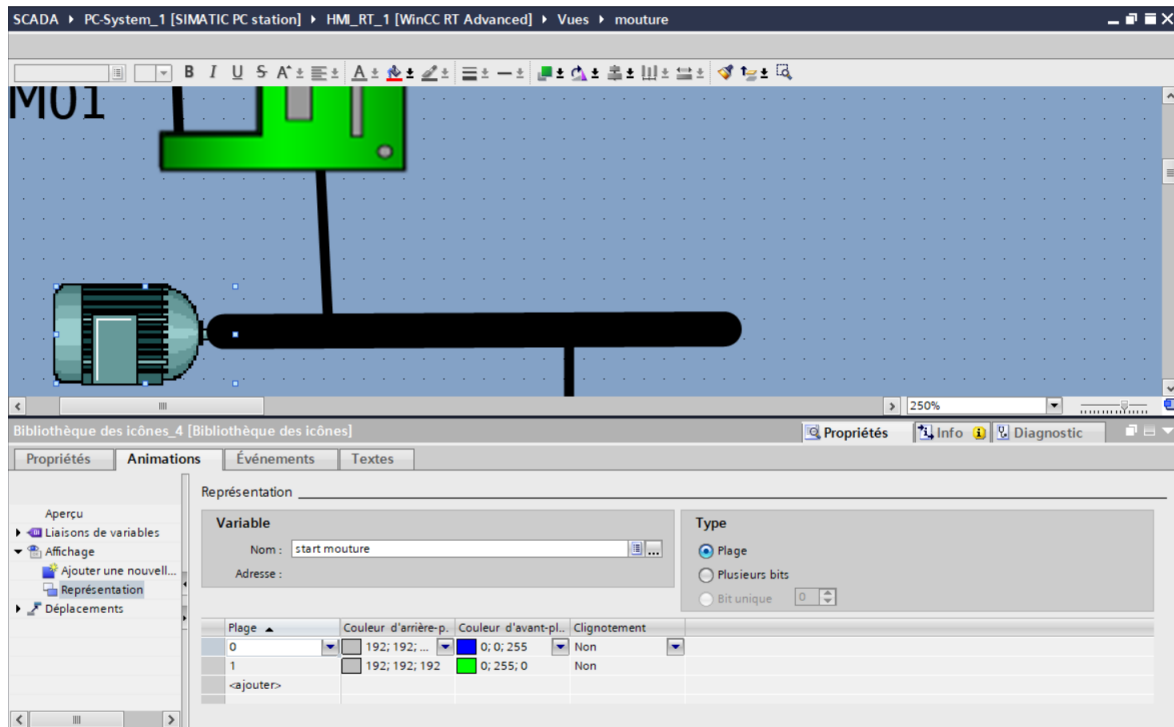 SCADA ▸ PC-System_1 [SIMATIC PC station] ▸ HMI_RT_1 [WinCC RT Advanced] ▸ Vues ▸ mouture
B I U S A A
M01
250%
Bibliothèque des icônes_4 [Bibliothèque des icônes]
Propriétés Info Diagnostic
Propriétés Animations Événements Textes
Représentation
Aperçu
Liaisons de variables
Affichage
Ajouter une nouvell...
Représentation
Déplacements
Variable
Nom : start mouture
Adresse :
Type
Plage
Plusieurs bits
Bit unique 0
Plage Couleur d'arrière-p. Couleur d'avant-pl.. Clignotement
0 192; 192; ... 0; 0; 255 Non
1 192; 192; 192 0; 255; 0 Non
<ajouter>